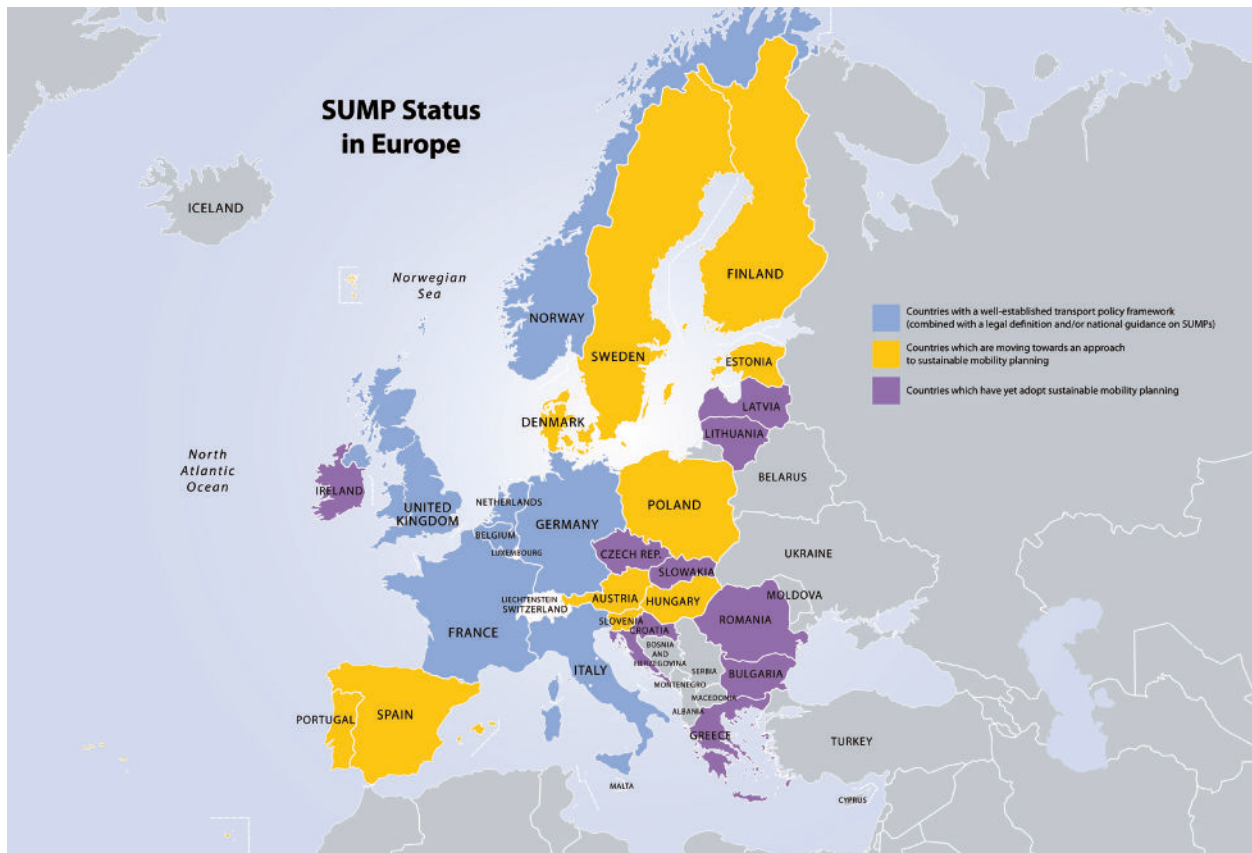 SUMP Status
in Europe
ICELAND
Norwegian
Sea
NORWAY
FINLAND
SWEDEN
Countries with a well-established transport policy framework
(combined with a legal definition and/or national guidance on SUMPs)
Countries which are moving towards an approach
to sustainable mobility planning
Countries which have yet adopt sustainable mobility planning
ESTONIA
LATVIA
DENMARK
LITHUANIA
North
Atlantic
Ocean
BELARUS
IRELAND
UNITED
KINGDOM
NETHERLANDS
GERMANY
POLAND
BELGIUM
LUXEMBOURG
CZECH REP.
SLOWAKIA
UKRAINE
LIECHTENSTEIN
SWITZERLAND
AUSTRIA
HUNGARY
MOLDOVA
FRANCE
SLOVENIA
CROATIA
ROMANIA
BOSNIA
AND
HERZEGOVINA
ITALY
SERBIA
BULGARIA
MONTENEGRO
MACEDONIA
ALBANIA
PORTUGAL
SPAIN
GREECE
TURKEY
MALTA
CYPRUS